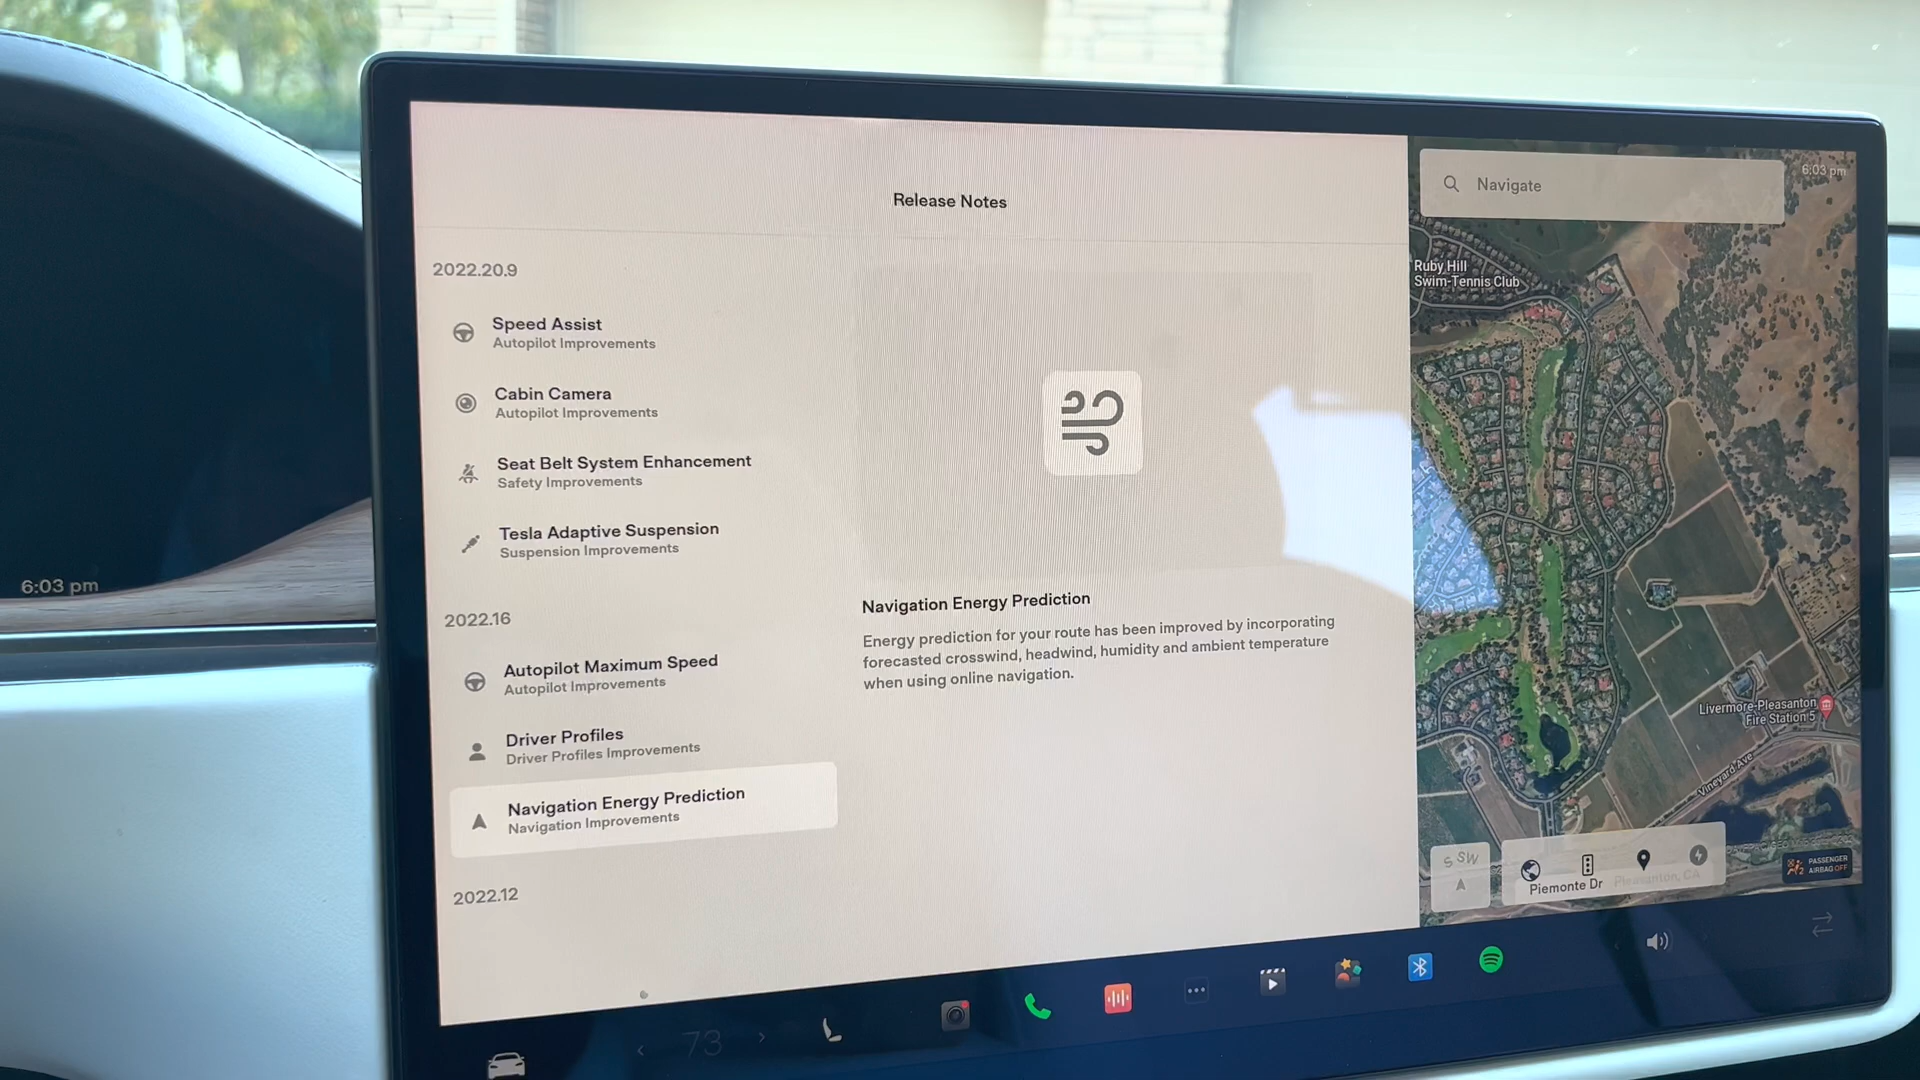 6:03 pm
Release Notes
2022.20.9
Speed Assist
Autopilot Improvements
Cabin Camera
Autopilot Improvements
Seat Belt System Enhancement
Safety Improvements
Tesla Adaptive Suspension
Suspension Improvements
2022.16
Autopilot Maximum Speed
Autopilot Improvements
Driver Profiles
Driver Profiles Improvements
Navigation Energy Prediction
Navigation Improvements
2022.12
Navigation Energy Prediction
Energy prediction for your route has been improved by incorporating
forecasted crosswind, headwind, humidity and ambient temperature
when using online navigation.
Navigate
6:03 pm
Ruby Hill
Swim-Tennis Club
Livermore-Pleasanton
Fire Station 5
Vineyard Ave
S SW
Piemonte Dr
Pleasanton, CA
PASSENGER
AIRBAG OFF
73